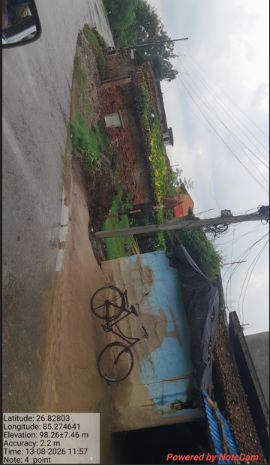 Latitude: 26.82803
Longitude: 85.274641
Elevation: 98.26±7.46 m
Accuracy: 2.2 m
Time: 13-08-2026 11:57
Note: 4  point
Powered by NoteCam